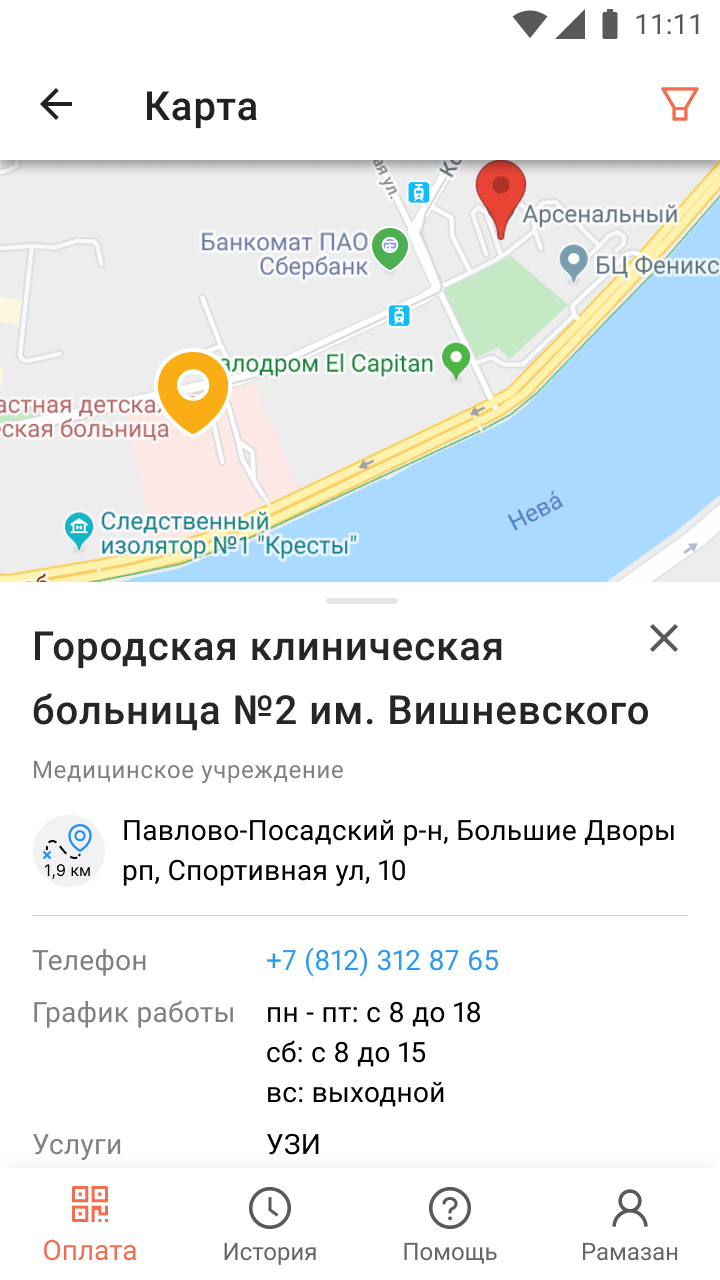 11:11
Карта
ая ул.
Арсенальный
Банкомат ПАО
Сбербанк
БЦ Феникс
алодром El Capitan
астная детска
ская больница
Нева́
Следственный
изолятор №1 "Кресты"
Городская клиническая
больница №2 им. Вишневского
Медицинское учреждение
Павлово-Посадский р-н, Большие Дворы
рп, Спортивная ул, 10
1,9 км
Телефон +7 (812) 312 87 65
График работы пн - пт: с 8 до 18
сб: с 8 до 15
вс: выходной
Услуги УЗИ
Оплата История Помощь Рамазан